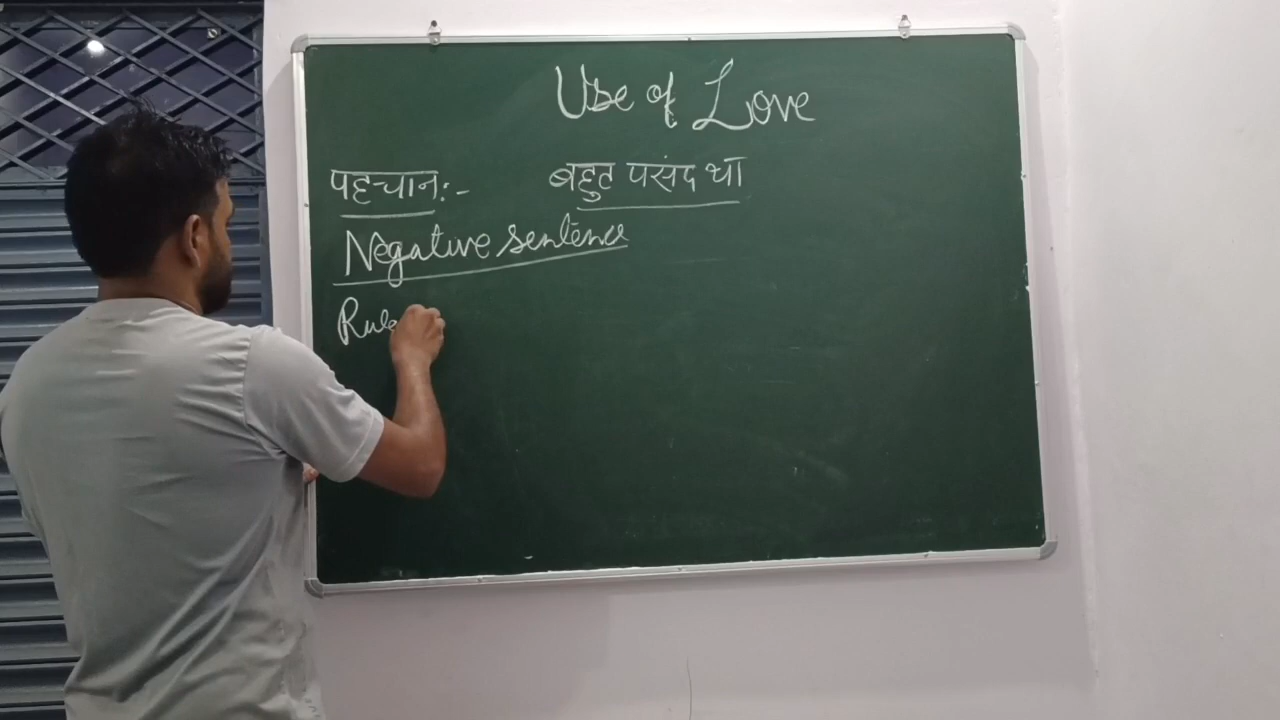 Use of Love
पहचान:- बहुत पसंद था
Negative sentence
Rule